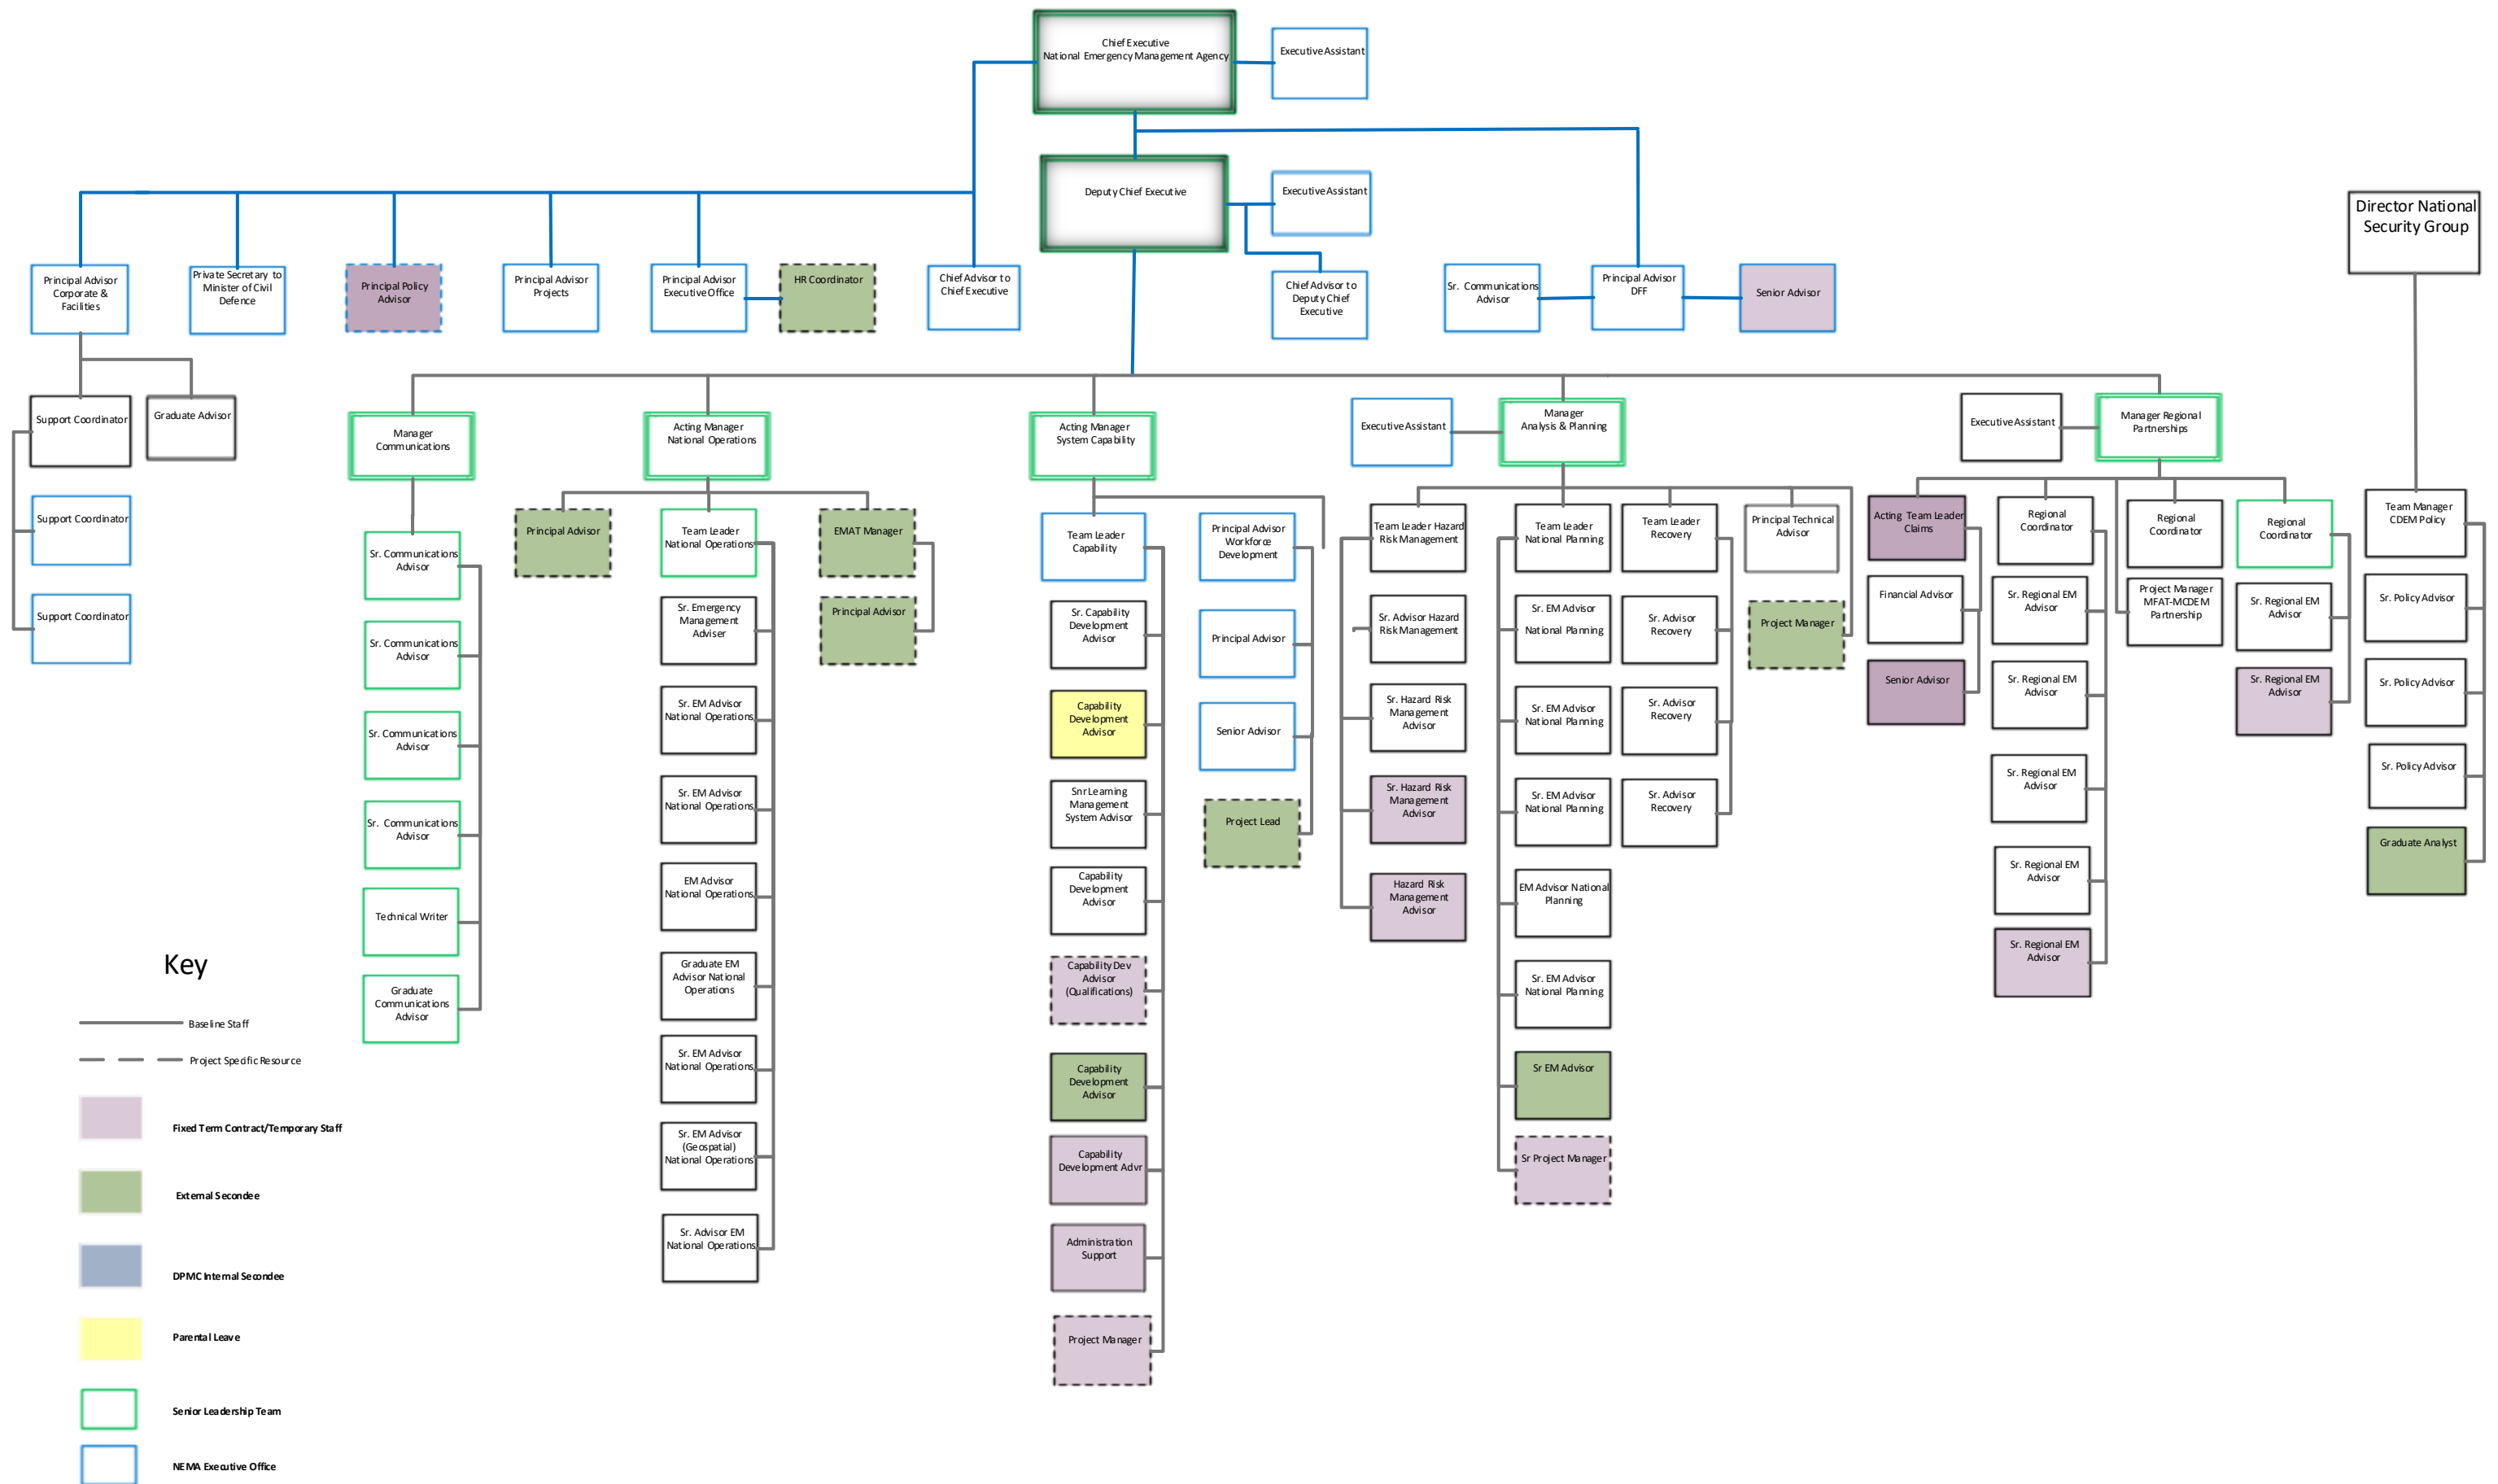 Chief Executive
National Emergency Management Agency
Executive Assistant
Deputy Chief Executive
Executive Assistant
Director National
Security Group
Principal Advisor
Corporate &
Facilities
Private Secretary to
Minister of Civil
Defence
Principal Policy
Advisor
Principal Advisor
Projects
Principal Advisor
Executive Office
HR Coordinator
Chief Advisor to
Chief Executive
Chief Advisor to
Deputy Chief
Executive
Sr. Communications
Advisor
Principal Advisor
DFF
Senior Advisor
Support Coordinator
Graduate Advisor
Support Coordinator
Support Coordinator
Manager
Communications
Sr. Communications
Advisor
Sr. Communications
Advisor
Sr. Communications
Advisor
Sr. Communications
Advisor
Technical Writer
Graduate
Communications
Advisor
Acting Manager
National Operations
Principal Advisor
Team Leader
National Operations
EMAT Manager
Principal Advisor
Sr. Emergency
Management
Adviser
Sr. EM Advisor
National Operations
Sr. EM Advisor
National Operations
EM Advisor
National Operations
Graduate EM
Advisor National
Operations
Sr. EM Advisor
National Operations
Sr. EM Advisor
(Geospatial)
National Operations
Sr. Advisor EM
National Operations
Acting Manager
System Capability
Team Leader
Capability
Sr. Capability
Development
Advisor
Capability
Development
Advisor
Snr Learning
Management
System Advisor
Capability
Development
Advisor
Capability Dev
Advisor
(Qualifications)
Capability
Development
Advisor
Capability
Development Advr
Administration
Support
Project Manager
Principal Advisor
Workforce
Development
Principal Advisor
Senior Advisor
Project Lead
Executive Assistant
Manager
Analysis & Planning
Team Leader Hazard
Risk Management
Sr. Advisor Hazard
Risk Management
Sr. Hazard Risk
Management
Advisor
Sr. Hazard Risk
Management
Advisor
Hazard Risk
Management
Advisor
Team Leader
National Planning
Sr. EM Advisor
National Planning
Sr. EM Advisor
National Planning
Sr. EM Advisor
National Planning
EM Advisor National
Planning
Sr. EM Advisor
National Planning
Sr EM Advisor
Sr Project Manager
Team Leader
Recovery
Sr. Advisor
Recovery
Sr. Advisor
Recovery
Sr. Advisor
Recovery
Principal Technical
Advisor
Project Manager
Executive Assistant
Manager Regional
Partnerships
Acting Team Leader
Claims
Financial Advisor
Senior Advisor
Regional
Coordinator
Sr. Regional EM
Advisor
Sr. Regional EM
Advisor
Sr. Regional EM
Advisor
Sr. Regional EM
Advisor
Sr. Regional EM
Advisor
Regional
Coordinator
Project Manager
MFAT-MCDEM
Partnership
Regional
Coordinator
Sr. Regional EM
Advisor
Sr. Regional EM
Advisor
Team Manager
CDEM Policy
Sr. Policy Advisor
Sr. Policy Advisor
Sr. Policy Advisor
Graduate Analyst
Key
Baseline Staff
Project Specific Resource
Fixed Term Contract/Temporary Staff
External Secondee
DPMC Internal Secondee
Parental Leave
Senior Leadership Team
NEMA Executive Office